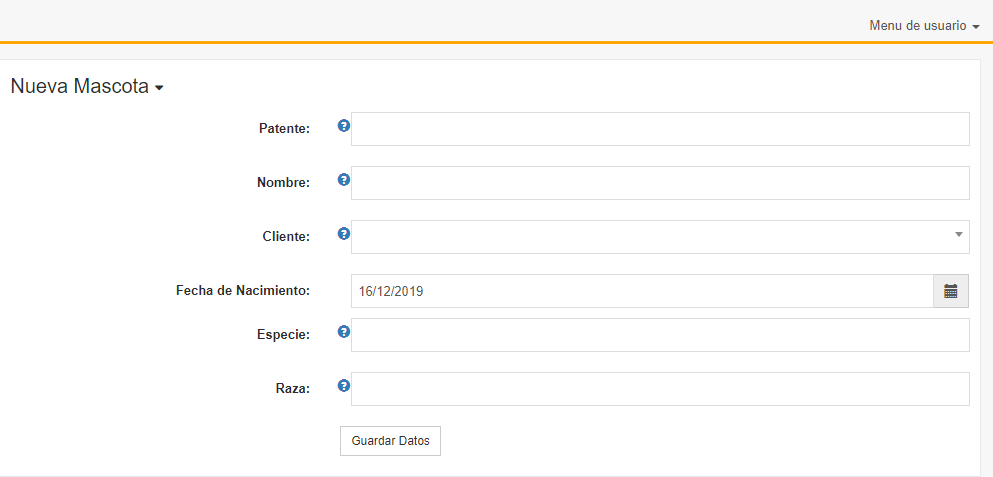 Menu de usuario
Nueva Mascota
Patente:
Nombre:
Cliente:
Fecha de Nacimiento: 16/12/2019
Especie:
Raza:
Guardar Datos